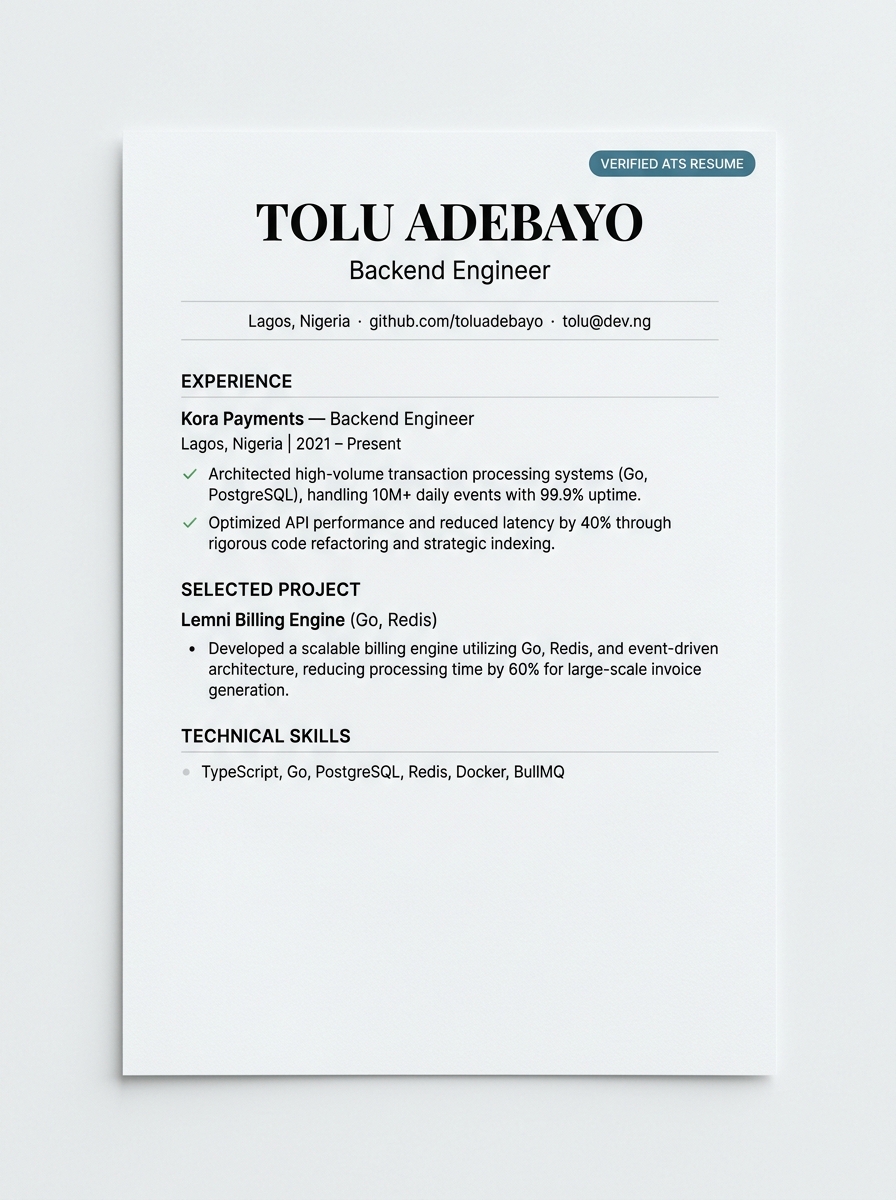 VERIFIED ATS RESUME
TOLU ADEBAYO
Backend Engineer
Lagos, Nigeria · github.com/toluadebayo · tolu@dev.ng
EXPERIENCE
Kora Payments — Backend Engineer
Lagos, Nigeria | 2021 – Present
✓ Architected high-volume transaction processing systems (Go,
PostgreSQL), handling 10M+ daily events with 99.9% uptime.
✓ Optimized API performance and reduced latency by 40% through
rigorous code refactoring and strategic indexing.
SELECTED PROJECT
Lemni Billing Engine (Go, Redis)
• Developed a scalable billing engine utilizing Go, Redis, and event-driven
architecture, reducing processing time by 60% for large-scale invoice
generation.
TECHNICAL SKILLS
• TypeScript, Go, PostgreSQL, Redis, Docker, BullMQ